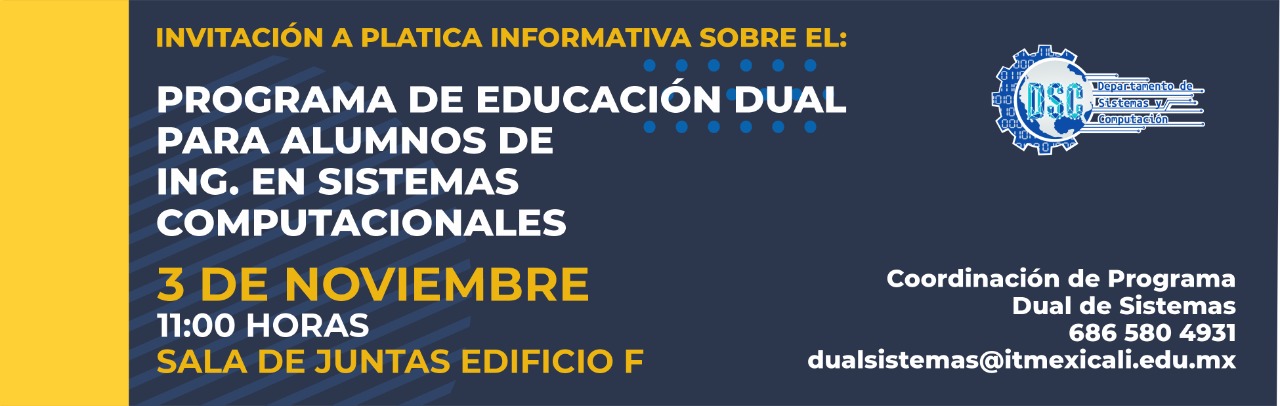 INVITACIÓN A PLATICA INFORMATIVA SOBRE EL:
PROGRAMA DE EDUCACIÓN DUAL
PARA ALUMNOS DE
ING. EN SISTEMAS
COMPUTACIONALES
3 DE NOVIEMBRE
11:00 HORAS
SALA DE JUNTAS EDIFICIO F
DSC
Departamento de
Sistemas y
Computación
Coordinación de Programa
Dual de Sistemas
686 580 4931
dualsistemas@itmexicali.edu.mx